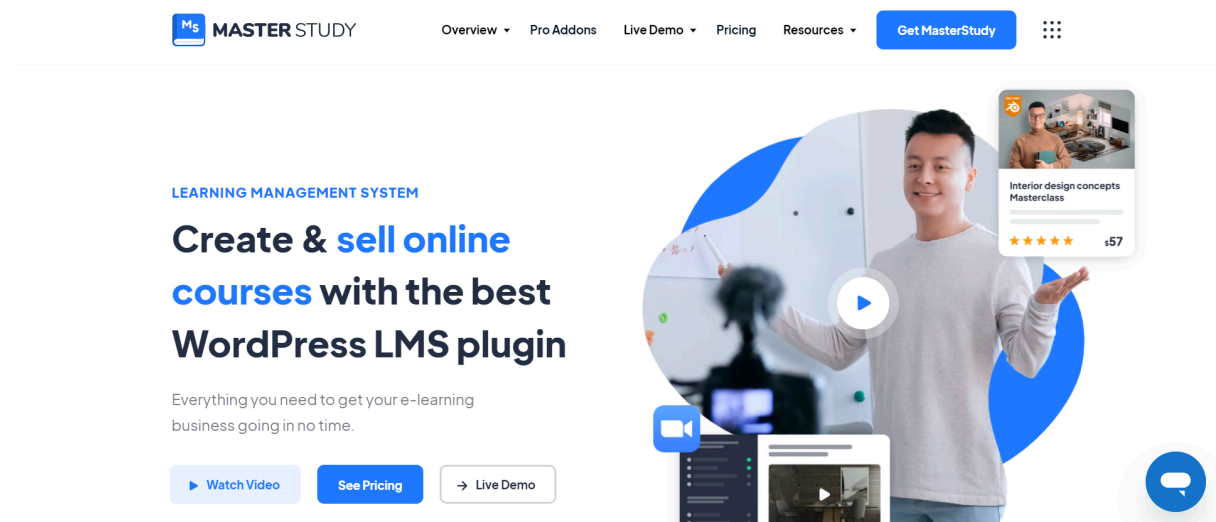 MS
MASTER STUDY
Overview
Pro Addons
Live Demo
Pricing
Resources
Get MasterStudy
LEARNING MANAGEMENT SYSTEM
Create & sell online
courses with the best
WordPress LMS plugin
Everything you need to get your e-learning
business going in no time.
Watch Video
See Pricing
Live Demo
Interior design concepts
Masterclass
$57